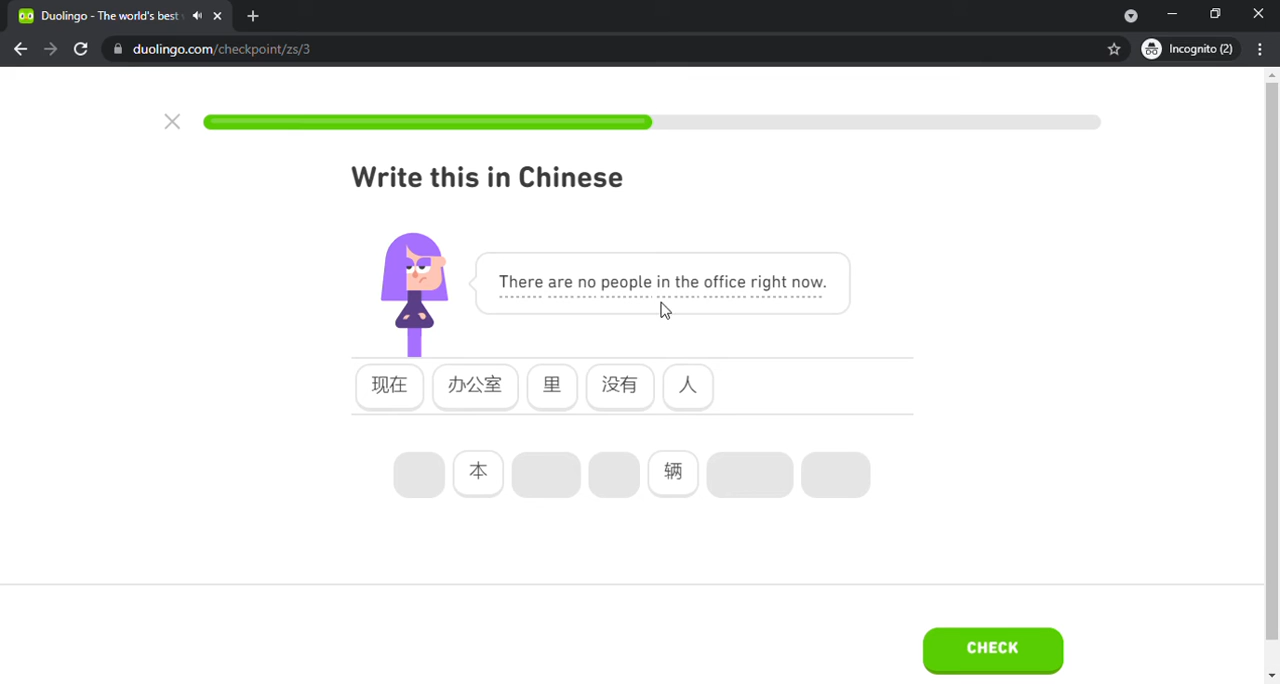 Duolingo - The world's best
duolingo.com/checkpoint/zs/3
Incognito (2)
Write this in Chinese
There are no people in the office right now.
现在 办公室 里 没有 人
本 辆
CHECK